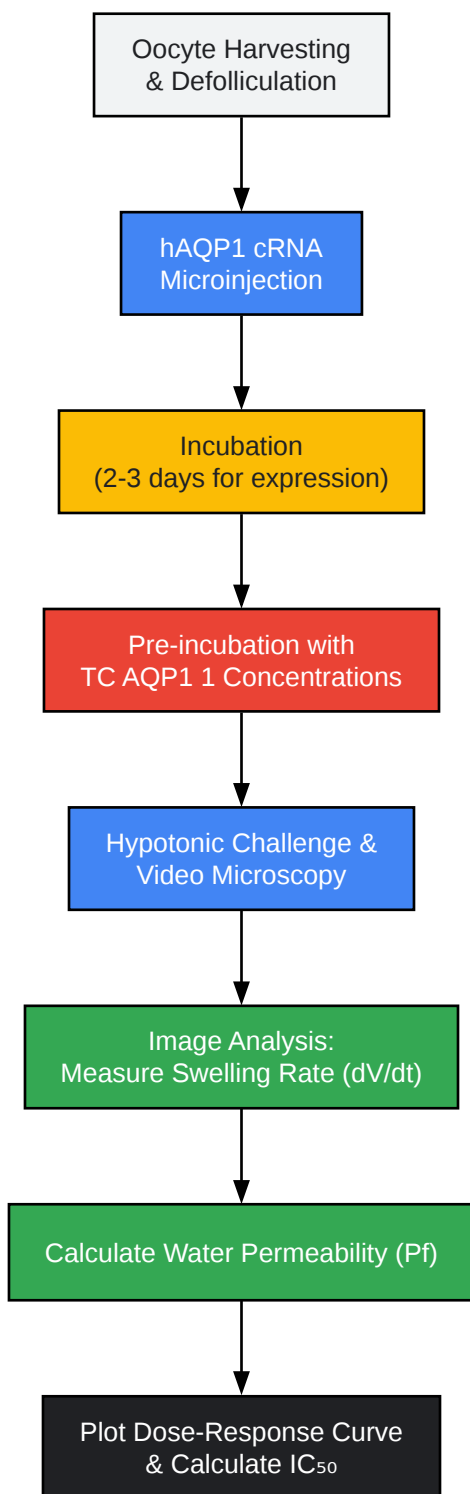 Oocyte Harvesting
& Defolliculation
hAQP1 cRNA
Microinjection
Incubation
(2-3 days for expression)
Pre-incubation with
TC AQP1 1 Concentrations
Hypotonic Challenge &
Video Microscopy
Image Analysis:
Measure Swelling Rate (dV/dt)
Calculate Water Permeability (Pf)
Plot Dose-Response Curve
& Calculate IC₅₀